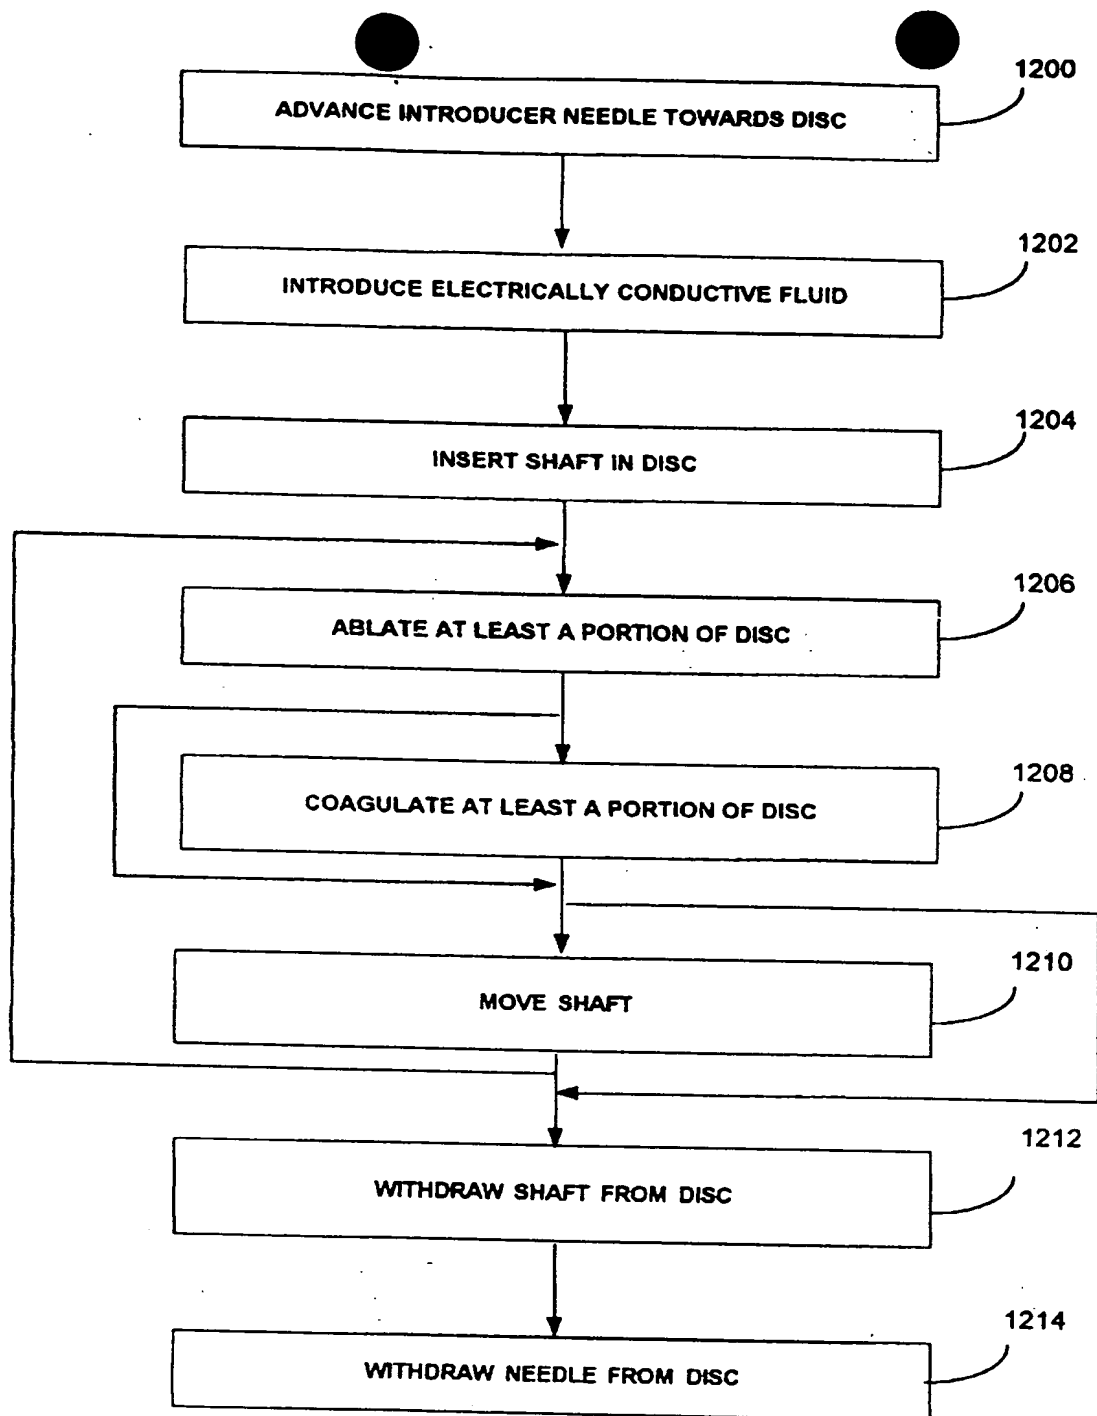 1200
ADVANCE INTRODUCER NEEDLE TOWARDS DISC
1202
INTRODUCE ELECTRICALLY CONDUCTIVE FLUID
1204
INSERT SHAFT IN DISC
1206
ABLATE AT LEAST A PORTION OF DISC
1208
COAGULATE AT LEAST A PORTION OF DISC
1210
MOVE SHAFT
1212
WITHDRAW SHAFT FROM DISC
1214
WITHDRAW NEEDLE FROM DISC